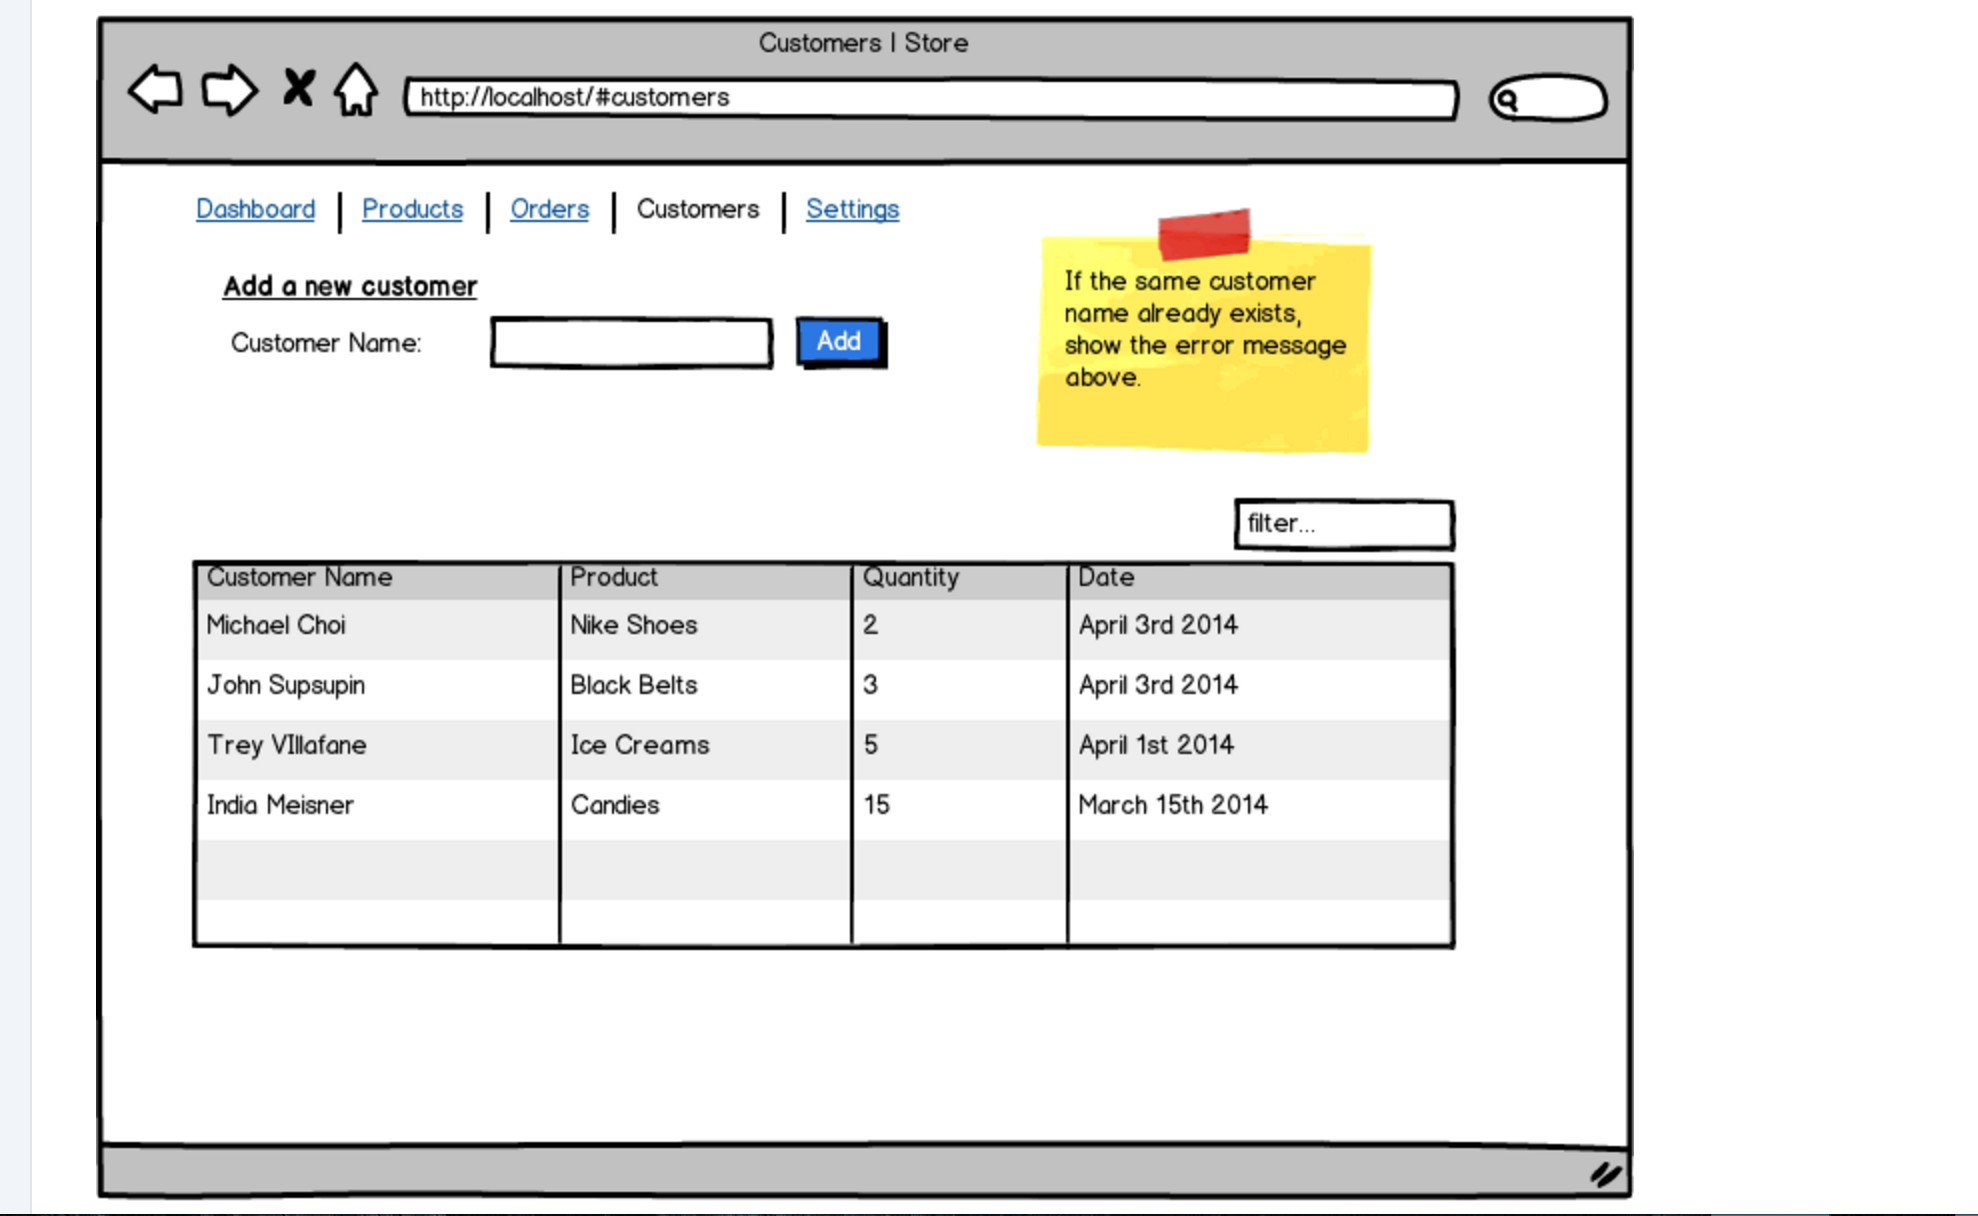 Customers | Store
http://localhost/#customers
Dashboard | Products | Orders | Customers | Settings
Add a new customer
Customer Name:
Add
If the same customer
name already exists,
show the error message
above.
filter...
Customer Name Product Quantity Date
Michael Choi Nike Shoes 2 April 3rd 2014
John Supsupin Black Belts 3 April 3rd 2014
Trey VIllafane Ice Creams 5 April 1st 2014
India Meisner Candies 15 March 15th 2014